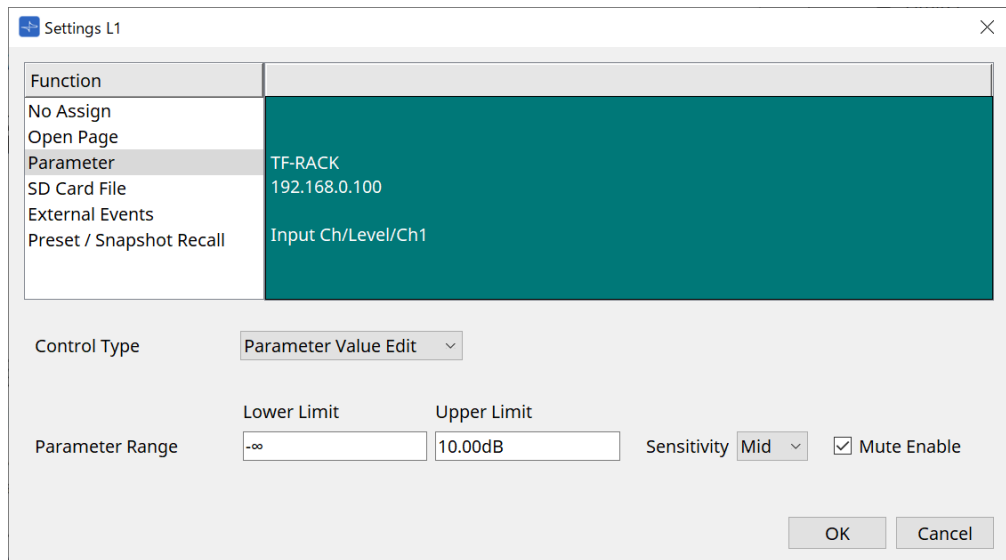 Settings L1
Function
No Assign
Open Page
Parameter
SD Card File
External Events
Preset / Snapshot Recall
TF-RACK
192.168.0.100
Input Ch/Level/Ch1
Control Type
Parameter Value Edit
Lower Limit
Upper Limit
Parameter Range
-∞
10.00dB
Sensitivity
Mid
Mute Enable
OK
Cancel